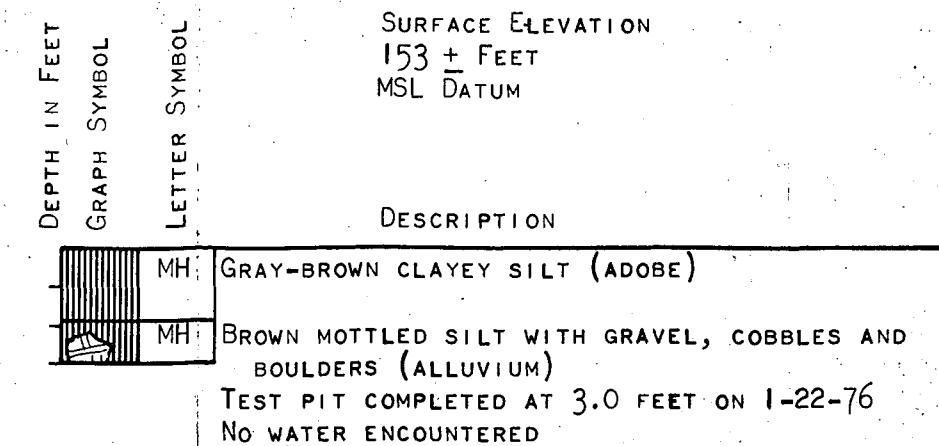 SURFACE ELEVATION
153 ± FEET
MSL DATUM
DEPTH IN FEET
GRAPH SYMBOL
LETTER SYMBOL
DESCRIPTION
MH GRAY-BROWN CLAYEY SILT (ADOBE)
MH BROWN MOTTLED SILT WITH GRAVEL, COBBLES AND
BOULDERS (ALLUVIUM)
TEST PIT COMPLETED AT 3.0 FEET ON 1-22-76
NO WATER ENCOUNTERED